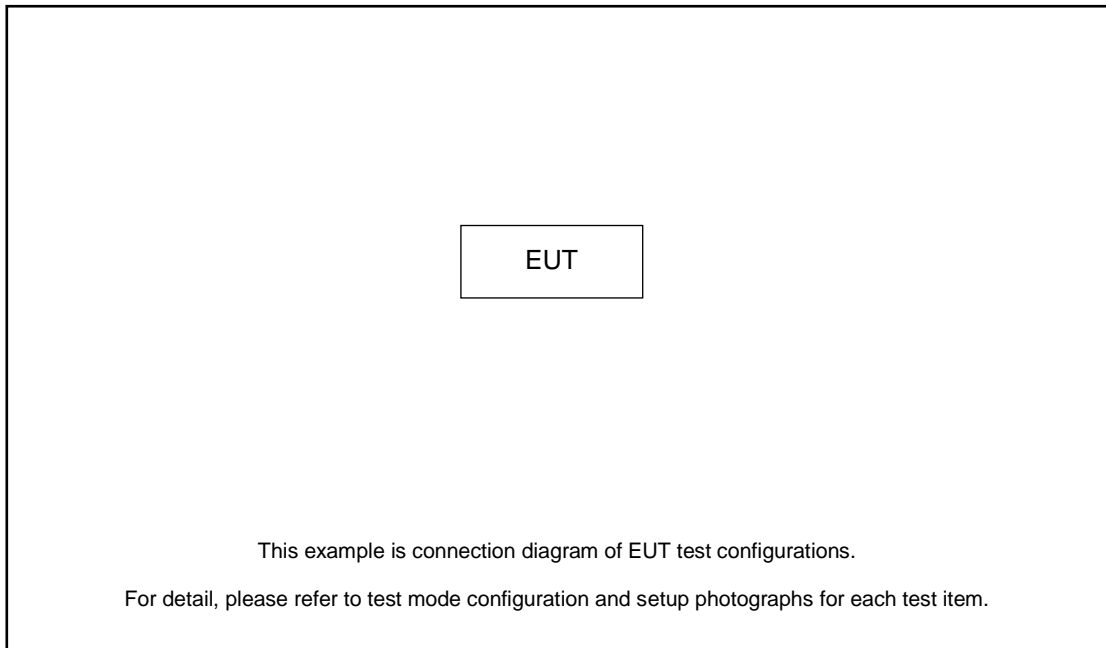 EUT
This example is connection diagram of EUT test configurations.
For detail, please refer to test mode configuration and setup photographs for each test item.